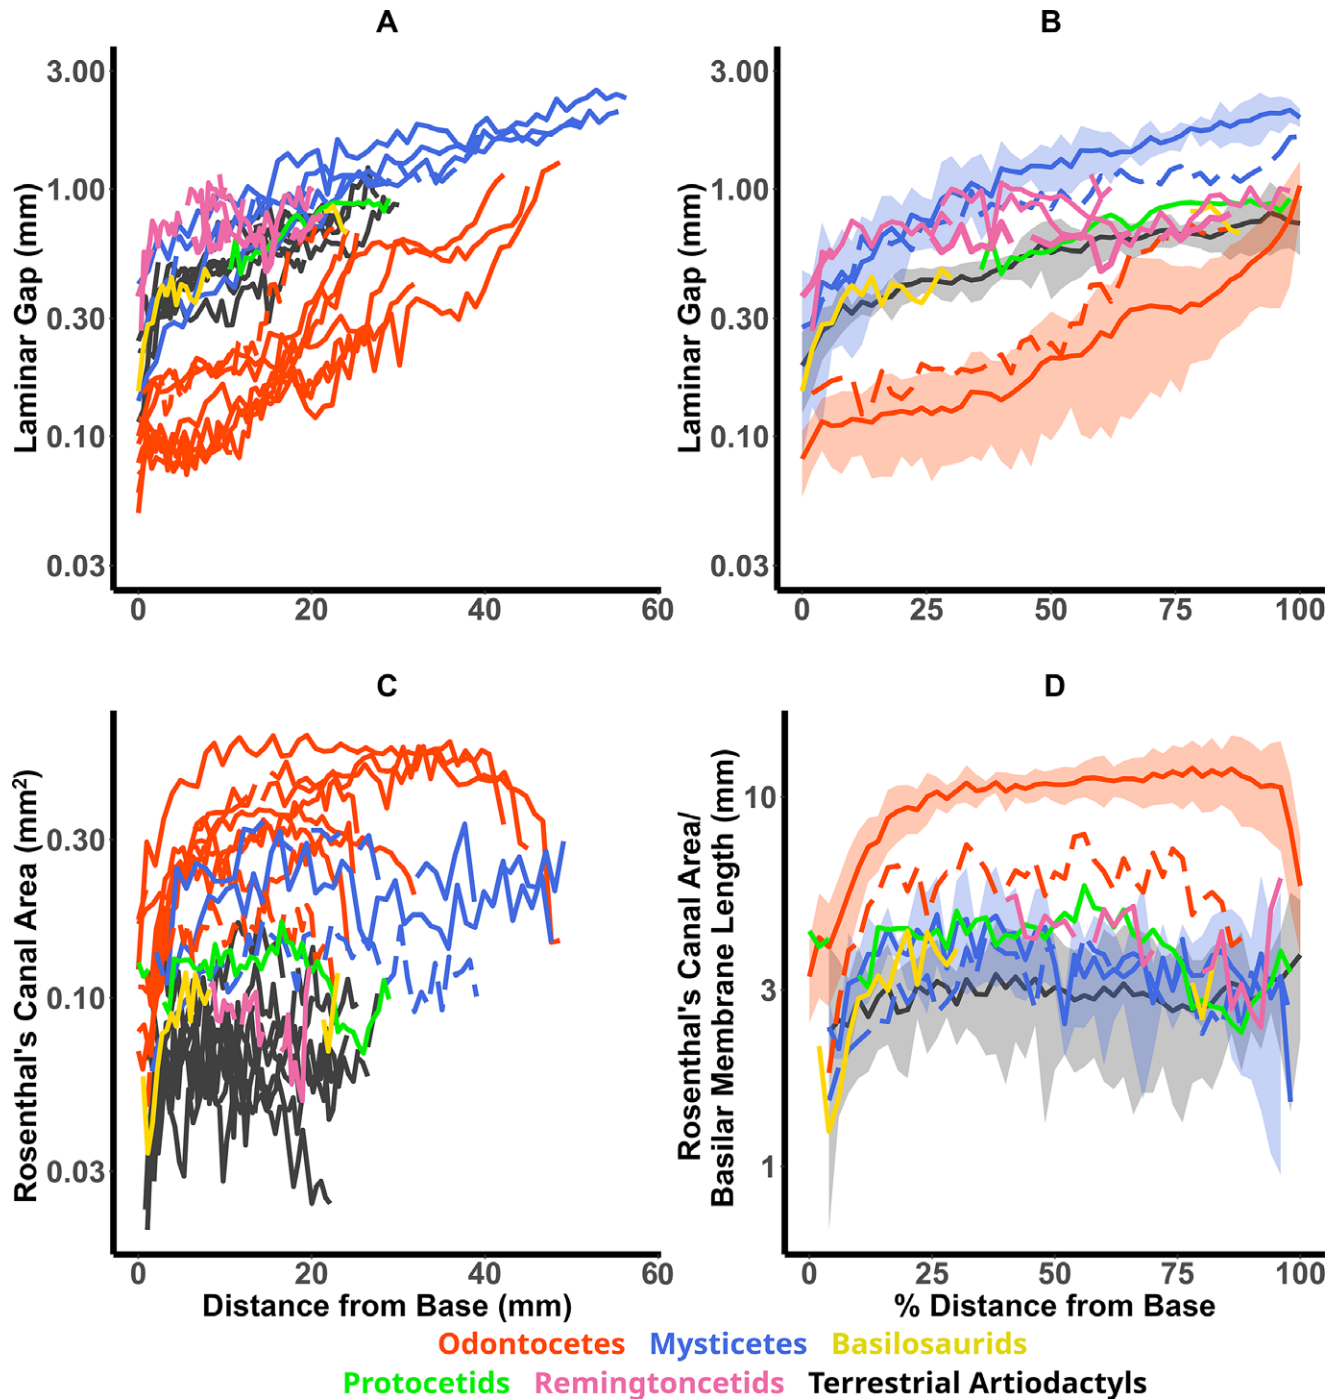 A
B
3.00
1.00
0.30
0.10
0.03
Laminar Gap (mm)
0
20
40
60
3.00
1.00
0.30
0.10
0.03
Laminar Gap (mm)
0
25
50
75
100
C
D
0.30
0.10
0.03
Rosenthal's Canal Area (mm²)
0
20
40
60
Distance from Base (mm)
10
3
1
Rosenthal's Canal Area/
Basilar Membrane Length (mm)
0
25
50
75
100
% Distance from Base
Odontocetes Mysticetes Basilosaurids
Protocetids Remingtoncetids Terrestrial Artiodactyls